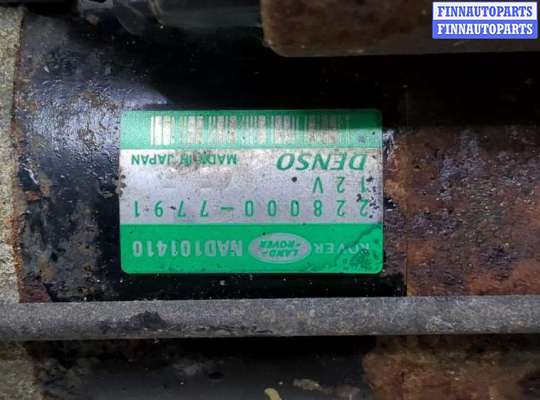 FINNAUTOPARTS
FINNAUTOPARTS
ROVER LAND-ROVER NAD101410
228000-7791
12V
DENSO MADE IN JAPAN